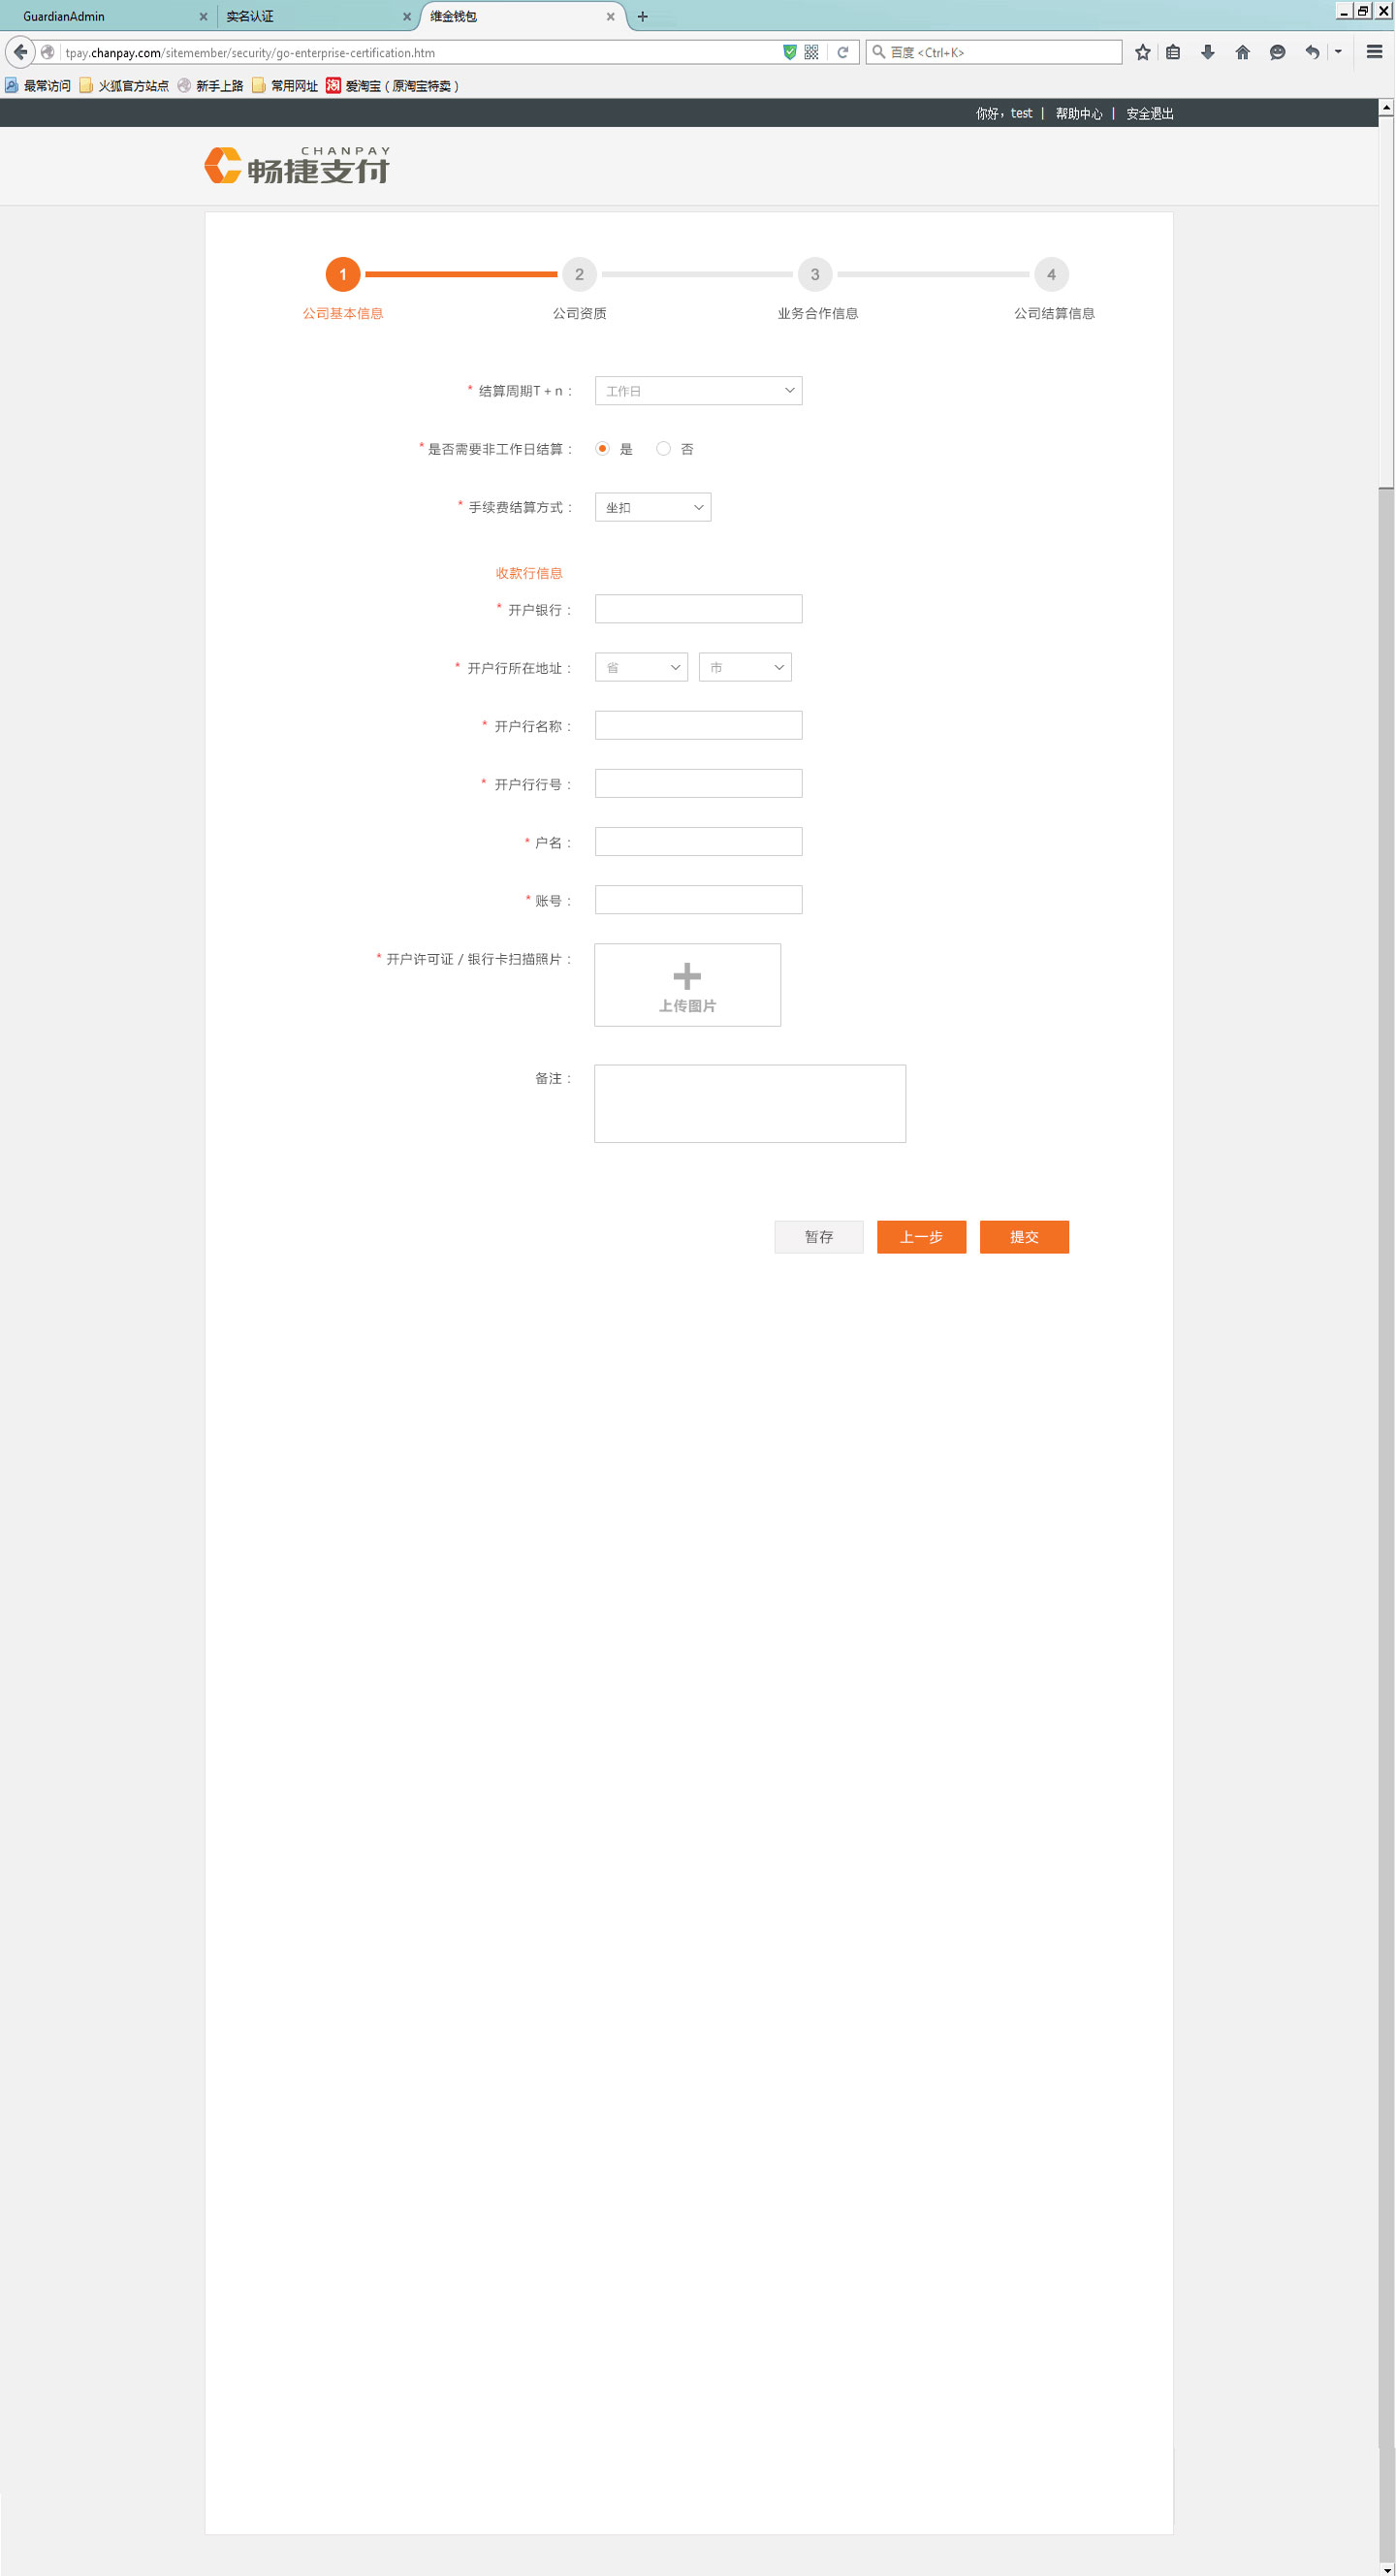 GuardianAdmin 实名认证 维金钱包
tpay.chanpay.com/sitemember/security/go-enterprise-certification.htm 百度 <Ctrl+K>
最常访问 火狐官方站点 新手上路 常用网址 爱淘宝（原淘宝特卖）
你好，test | 帮助中心 | 安全退出
CHANPAY
畅捷支付
1 2 3 4
公司基本信息 公司资质 业务合作信息 公司结算信息
* 结算周期T + n： 工作日
* 是否需要非工作日结算： 是 否
* 手续费结算方式： 坐扣
收款行信息
* 开户银行：
* 开户行所在地址： 省 市
* 开户行名称：
* 开户行行号：
* 户名：
* 账号：
* 开户许可证 / 银行卡扫描照片：
上传图片
备注：
暂存 上一步 提交